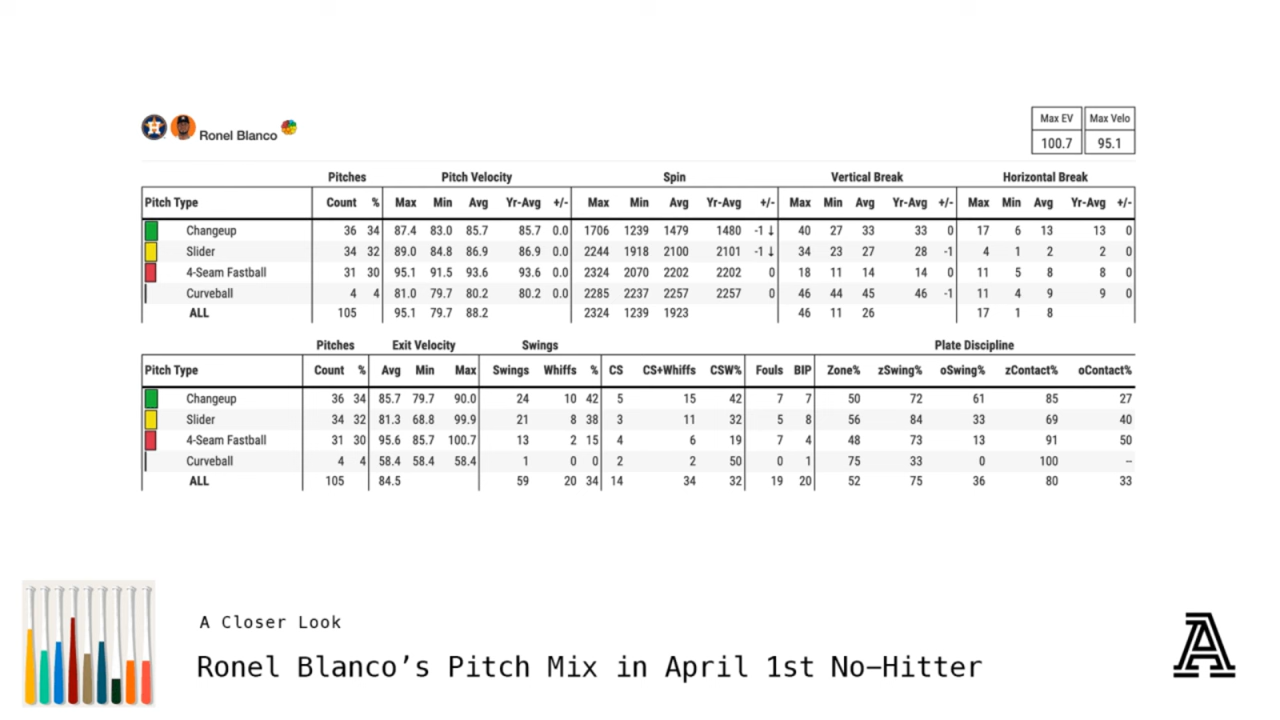 Ronel Blanco
Max EV Max Velo
100.7 95.1
Pitches Pitch Velocity Spin Vertical Break Horizontal Break
Pitch Type Count % Max Min Avg Yr-Avg +/- Max Min Avg Yr-Avg +/- Max Min Avg Yr-Avg +/- Max Min Avg Yr-Avg +/-
Changeup 36 34 87.4 83.0 85.7 85.7 0.0 1706 1239 1479 1480 -1 ↓ 40 27 33 33 0 17 6 13 13 0
Slider 34 32 89.0 84.8 86.9 86.9 0.0 2244 1918 2100 2101 -1 ↓ 34 23 27 28 -1 4 1 2 2 0
4-Seam Fastball 31 30 95.1 91.5 93.6 93.6 0.0 2324 2070 2202 2202 0 18 11 14 14 0 11 5 8 8 0
Curveball 4 4 81.0 79.7 80.2 80.2 0.0 2285 2237 2257 2257 0 46 44 45 46 -1 11 4 9 9 0
ALL 105 95.1 79.7 88.2 2324 1239 1923 46 11 26 17 1 8
Pitches Exit Velocity Swings Plate Discipline
Pitch Type Count % Avg Min Max Swings Whiffs % CS CS+Whiffs CSW% Fouls BIP Zone% zSwing% oSwing% zContact% oContact%
Changeup 36 34 85.7 79.7 90.0 24 10 42 5 15 42 7 7 50 72 61 85 27
Slider 34 32 81.3 68.8 99.9 21 8 38 3 11 32 5 8 56 84 33 69 40
4-Seam Fastball 31 30 95.6 85.7 100.7 13 2 15 4 6 19 7 4 48 73 13 91 50
Curveball 4 4 58.4 58.4 58.4 1 0 0 2 2 50 0 1 75 33 0 100 --
ALL 105 84.5 59 20 34 14 34 32 19 20 52 75 36 80 33
A Closer Look
Ronel Blanco’s Pitch Mix in April 1st No–Hitter
A